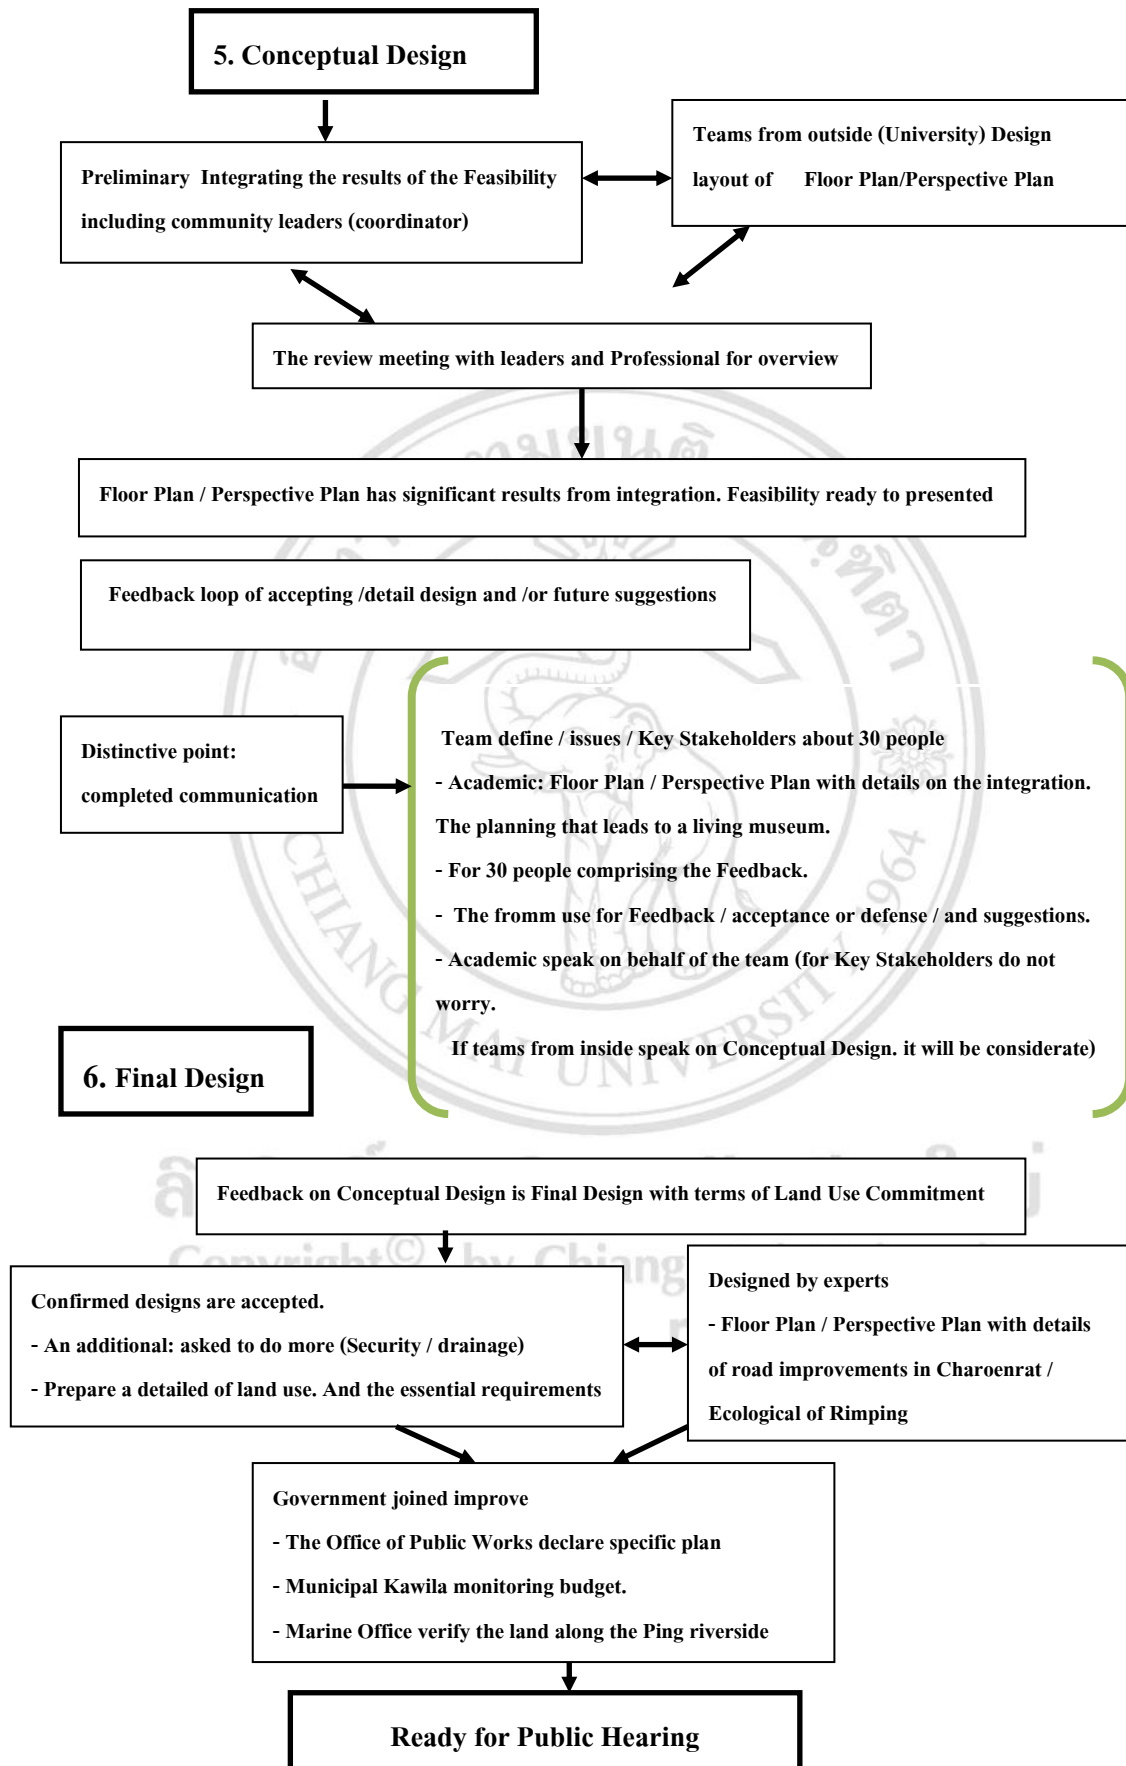 5. Conceptual Design
Teams from outside (University) Design
layout of Floor Plan/Perspective Plan
Preliminary Integrating the results of the Feasibility
including community leaders (coordinator)
The review meeting with leaders and Professional for overview
Floor Plan / Perspective Plan has significant results from integration. Feasibility ready to presented
Feedback loop of accepting /detail design and /or future suggestions
Distinctive point:
completed communication
Team define / issues / Key Stakeholders about 30 people
- Academic: Floor Plan / Perspective Plan with details on the integration.
The planning that leads to a living museum.
- For 30 people comprising the Feedback.
- The fromm use for Feedback / acceptance or defense / and suggestions.
- Academic speak on behalf of the team (for Key Stakeholders do not
worry.
If teams from inside speak on Conceptual Design. it will be considerate)
6. Final Design
Feedback on Conceptual Design is Final Design with terms of Land Use Commitment
Confirmed designs are accepted.
- An additional: asked to do more (Security / drainage)
- Prepare a detailed of land use. And the essential requirements
Designed by experts
- Floor Plan / Perspective Plan with details
of road improvements in Charoenrat /
Ecological of Rimping
Government joined improve
- The Office of Public Works declare specific plan
- Municipal Kawila monitoring budget.
- Marine Office verify the land along the Ping riverside
Ready for Public Hearing
CHIANG MAI UNIVERSITY 1964
Copyright© by Chiang